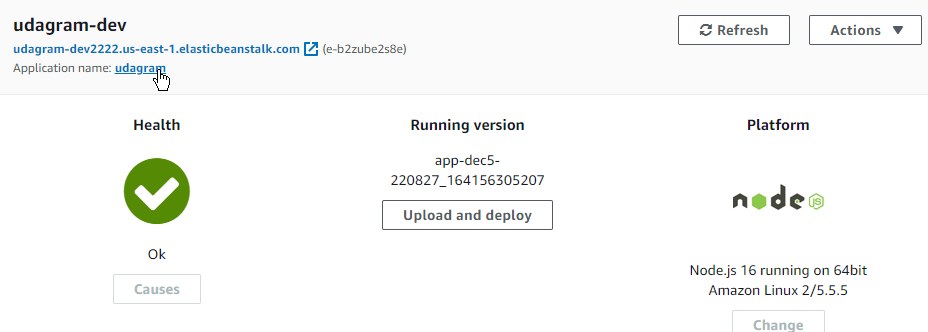 udagram-dev
udagram-dev2222.us-east-1.elasticbeanstalk.com (e-b2zube2s8e)
Application name: udagram
Refresh
Actions
Health
Running version
Platform
app-dec5-
220827_164156305207
Upload and deploy
node
JS
Ok
Causes
Node.js 16 running on 64bit
Amazon Linux 2/5.5.5
Change